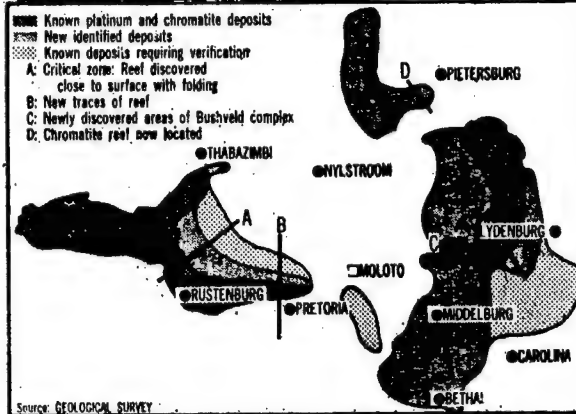 Known platinum and chromatite deposits
New identified deposits
Known deposits requiring verification
A: Critical zone: Reef discovered
close to surface with folding
B: New traces of reef
C: Newly discovered areas of Bushveld complex
D: Chromatite reef now located
D
PIETERSBURG
THABAZIMBI
NYLSTROOM
A
B
C
LYDENBURG
MOLOTO
RUSTENBURG
PRETORIA
MIDDELBURG
CAROLINA
BETHAL
Source: GEOLOGICAL SURVEY